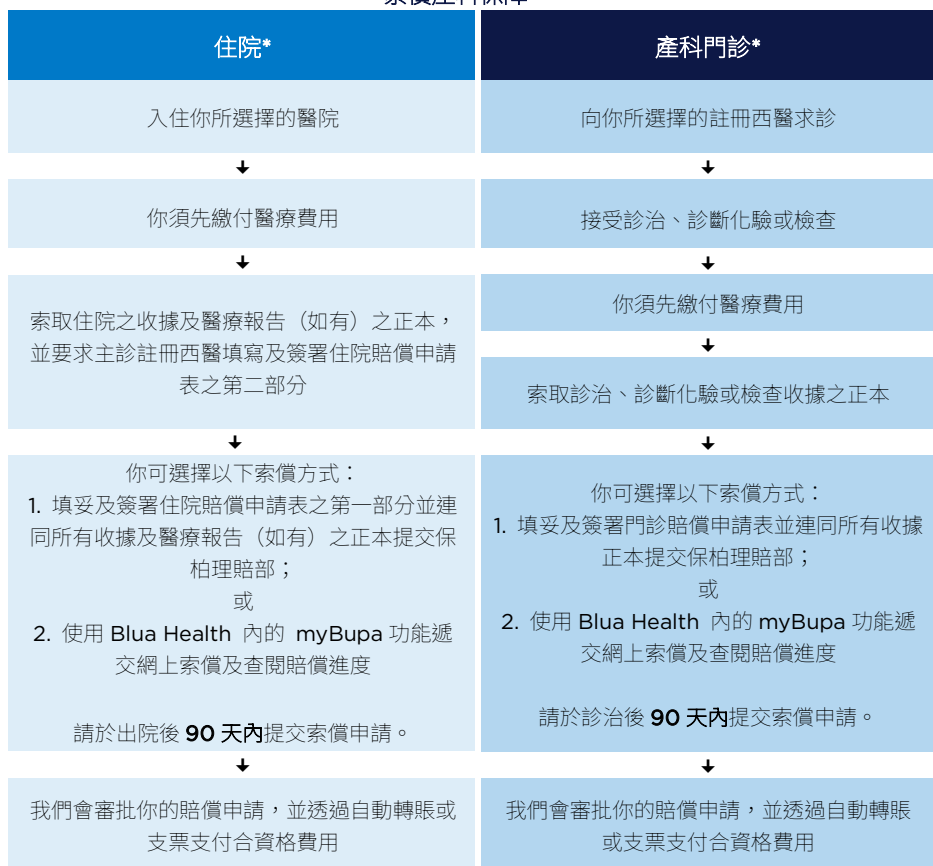 住院*
入住你所選擇的醫院
你須先繳付醫療費用
索取住院之收據及醫療報告（如有）之正本，
並要求主診註冊西醫填寫及簽署住院賠償申請
表之第二部分
你可選擇以下索償方式：
1. 填妥及簽署住院賠償申請表之第一部分並連
同所有收據及醫療報告（如有）之正本提交保
柏理賠部；
或
2. 使用 Blua Health 內的 myBupa 功能遞
交網上索償及查閱賠償進度
請於出院後 90 天內提交索償申請。
我們會審批你的賠償申請，並透過自動轉賬或
支票支付合資格費用
產科門診*
向你所選擇的註冊西醫求診
接受診治、診斷化驗或檢查
你須先繳付醫療費用
索取診治、診斷化驗或檢查收據之正本
你可選擇以下索償方式：
1. 填妥及簽署門診賠償申請表並連同所有收據
正本提交保柏理賠部；
或
2. 使用 Blua Health 內的 myBupa 功能遞
交網上索償及查閱賠償進度
請於診治後 90 天內提交索償申請。
我們會審批你的賠償申請，並透過自動轉賬
或支票支付合資格費用